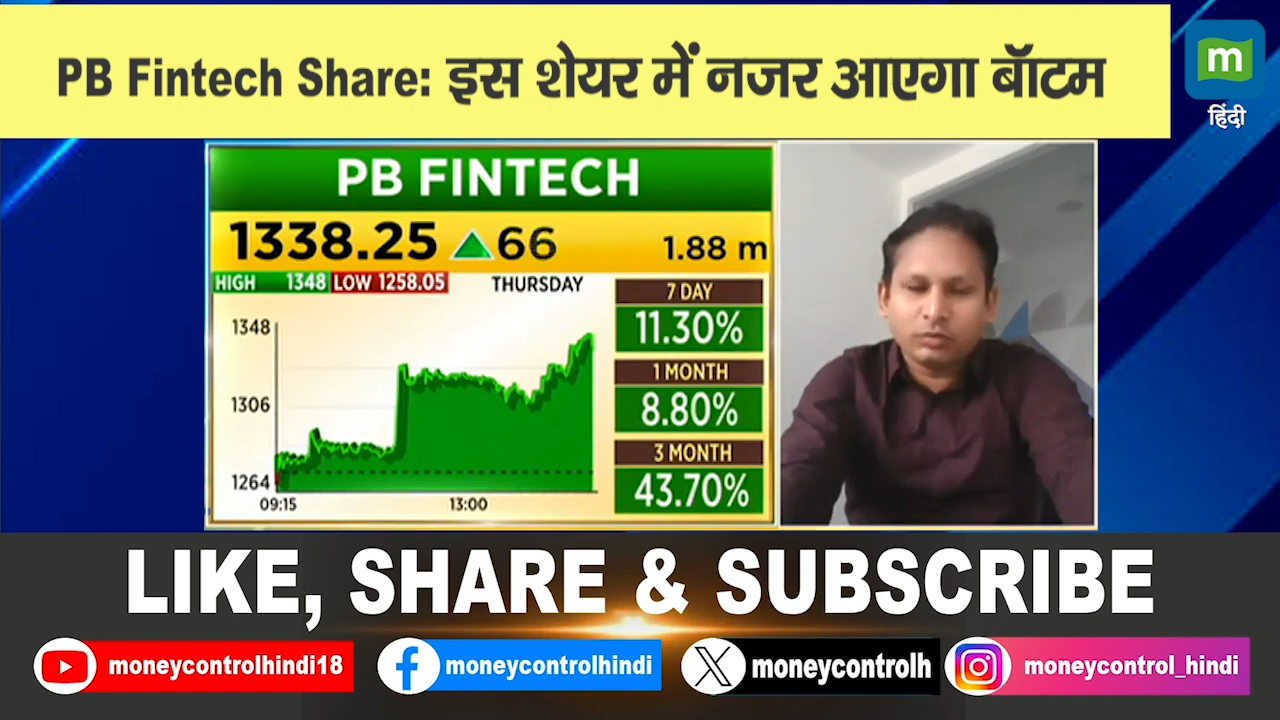 PB Fintech Share: इस शेयर में नजर आएगा बॉटम
m
हिंदी
PB FINTECH
1338.25 ▲66 1.88 m
HIGH 1348 LOW 1258.05 THURSDAY
1348
1306
1264
09:15 13:00
7 DAY
11.30%
1 MONTH
8.80%
3 MONTH
43.70%
LIKE, SHARE & SUBSCRIBE
moneycontrolhindi18 moneycontrolhindi moneycontrolh moneycontrol_hindi